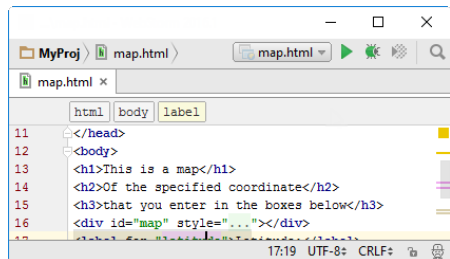 MyProj map.html map.html
map.html ×
html body label
11 </head>
12 <body>
13 <h1>This is a map</h1>
14 <h2>Of the specified coordinate</h2>
15 <h3>that you enter in the boxes below</h3>
16 <div id="map" style="..."></div>
17:19 UTF-8 CRLF